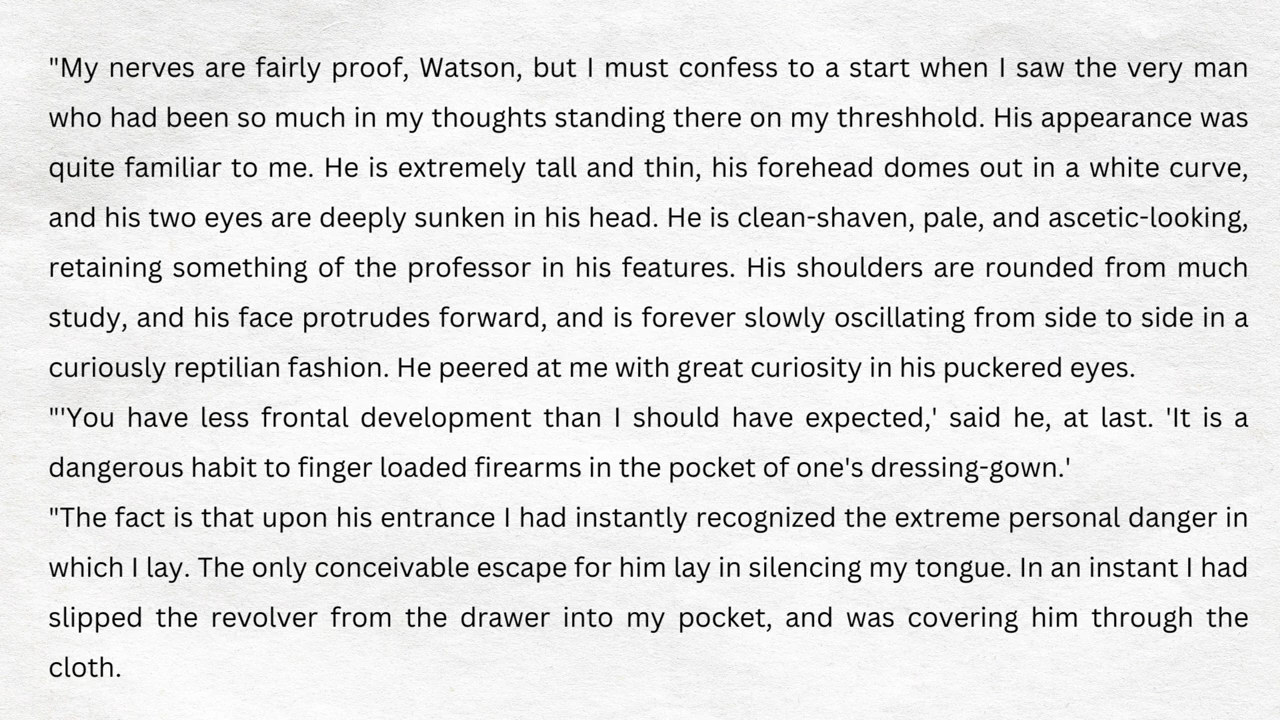 "My nerves are fairly proof, Watson, but I must confess to a start when I saw the very man
who had been so much in my thoughts standing there on my threshhold. His appearance was
quite familiar to me. He is extremely tall and thin, his forehead domes out in a white curve,
and his two eyes are deeply sunken in his head. He is clean-shaven, pale, and ascetic-looking,
retaining something of the professor in his features. His shoulders are rounded from much
study, and his face protrudes forward, and is forever slowly oscillating from side to side in a
curiously reptilian fashion. He peered at me with great curiosity in his puckered eyes.
"'You have less frontal development than I should have expected,' said he, at last. 'It is a
dangerous habit to finger loaded firearms in the pocket of one's dressing-gown.'
"The fact is that upon his entrance I had instantly recognized the extreme personal danger in
which I lay. The only conceivable escape for him lay in silencing my tongue. In an instant I had
slipped the revolver from the drawer into my pocket, and was covering him through the
cloth.